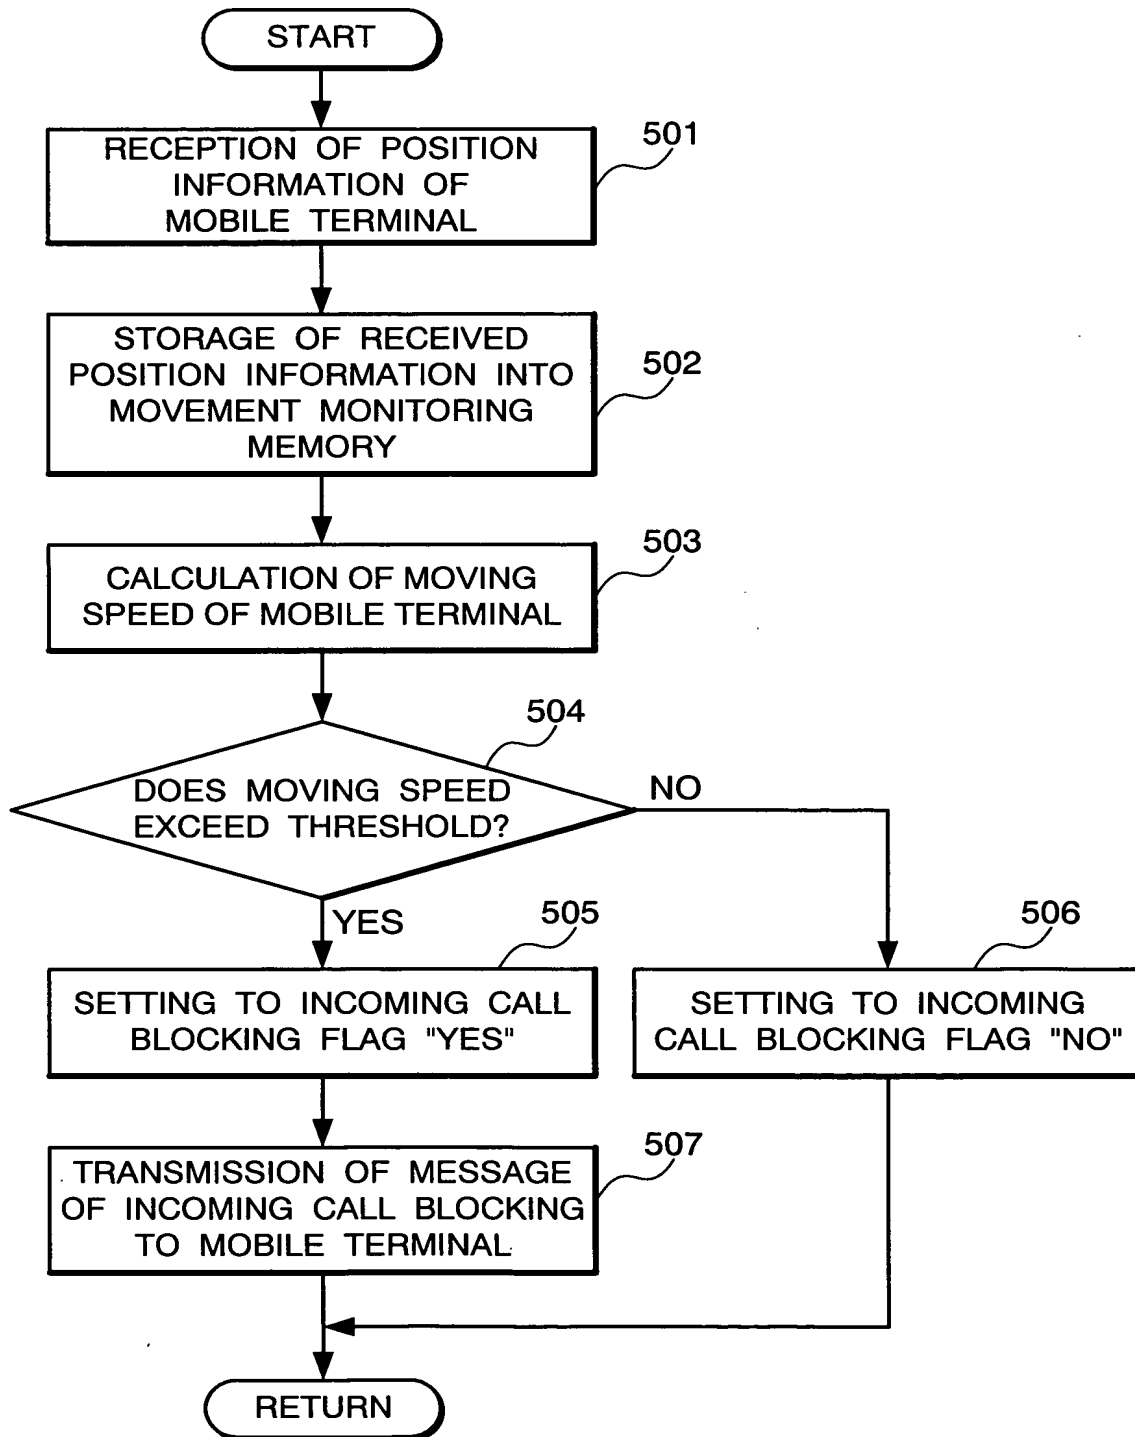 START
501
RECEPTION OF POSITION
INFORMATION OF
MOBILE TERMINAL
STORAGE OF RECEIVED
POSITION INFORMATION INTO
MOVEMENT MONITORING
MEMORY
502
503
CALCULATION OF MOVING
SPEED OF MOBILE TERMINAL
504
DOES MOVING SPEED
EXCEED THRESHOLD?
NO
YES
505
SETTING TO INCOMING CALL
BLOCKING FLAG "YES"
506
SETTING TO INCOMING
CALL BLOCKING FLAG "NO"
507
TRANSMISSION OF MESSAGE
OF INCOMING CALL BLOCKING
TO MOBILE TERMINAL
RETURN